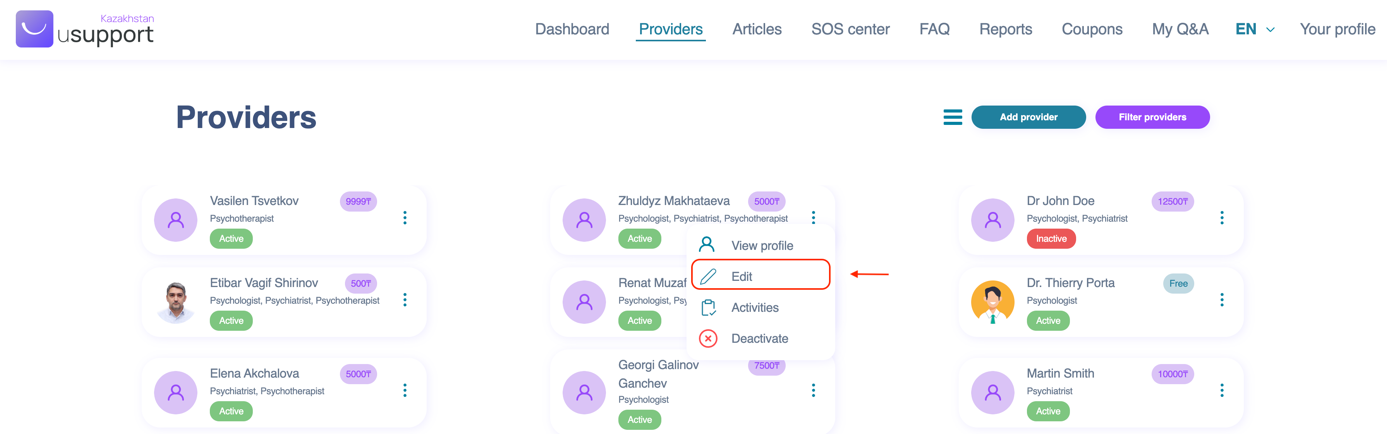 Kazakhstan
usupport
Dashboard Providers Articles SOS center FAQ Reports Coupons My Q&A EN Your profile
Providers
Add provider Filter providers
Vasilen Tsvetkov 9999₸
Psychotherapist
Active
Zhuldyz Makhataeva 5000₸
Psychologist, Psychiatrist, Psychotherapist
Active
Dr John Doe 12500₸
Psychologist, Psychiatrist
Inactive
View profile
Edit
Activities
Deactivate
Etibar Vagif Shirinov 500₸
Psychologist, Psychiatrist, Psychotherapist
Active
Renat Muzaf
Psychologist, Ps
Active
Dr. Thierry Porta Free
Psychologist
Active
Elena Akchalova 5000₸
Psychiatrist, Psychotherapist
Active
Georgi Galinov 7500₸
Ganchev
Psychologist
Active
Martin Smith 10000₸
Psychiatrist
Active